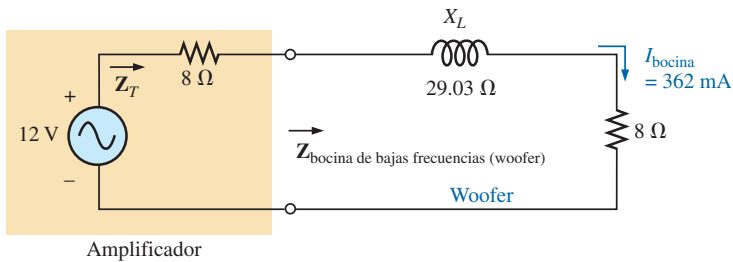 X_L
I_bocina
= 362 mA
Z_T
8 Ω
29.03 Ω
+
12 V
–
8 Ω
Z_bocina de bajas frecuencias (woofer)
Woofer
Amplificador